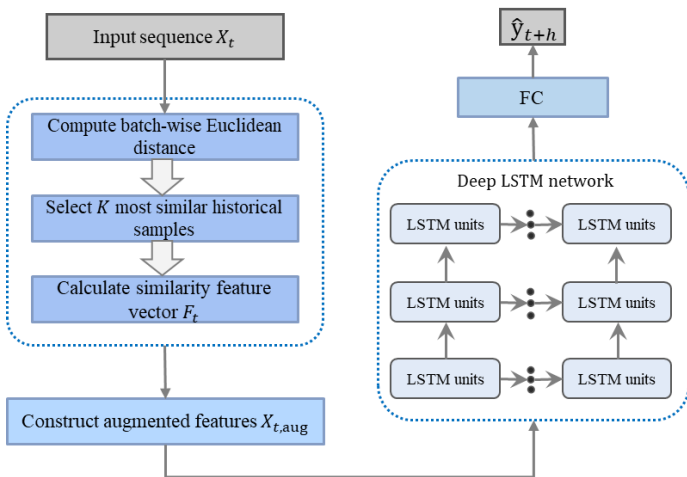 Input sequence X_t
Compute batch-wise Euclidean
distance
Select K most similar historical
samples
Calculate similarity feature
vector F_t
Construct augmented features X_{t,aug}
ŷ_{t+h}
FC
Deep LSTM network
LSTM units
LSTM units
LSTM units
LSTM units
LSTM units
LSTM units